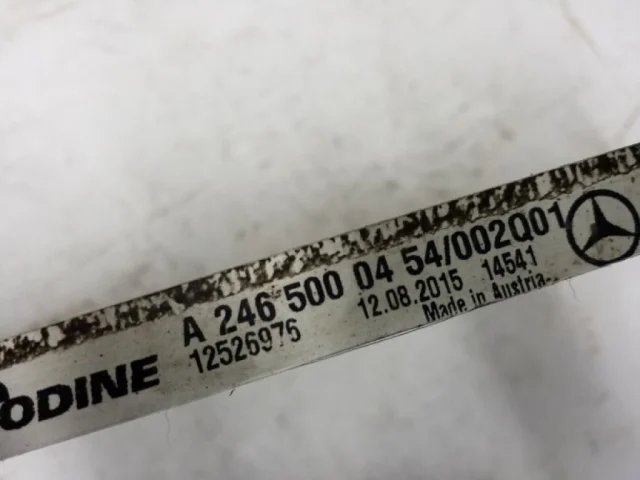 A 246 500 04 54/002Q01
12526976 12.08.2015 14541
ODINE Made in Austria